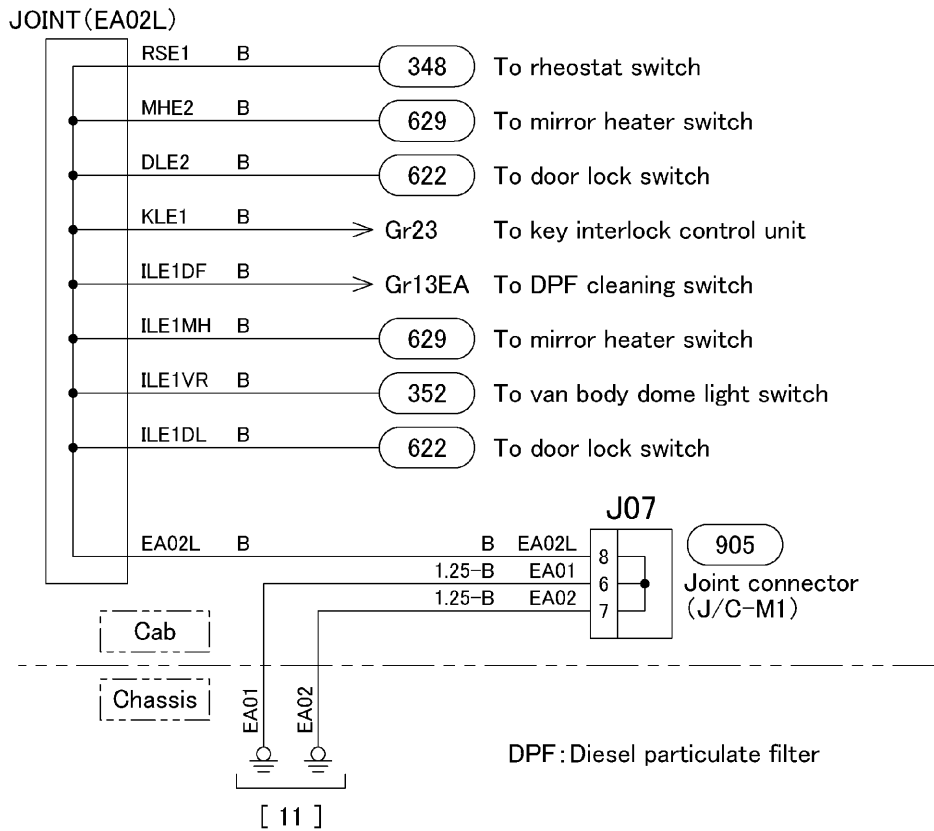 JOINT(EA02L)
RSE1 B 348 To rheostat switch
MHE2 B 629 To mirror heater switch
DLE2 B 622 To door lock switch
KLE1 B Gr23 To key interlock control unit
ILE1DF B Gr13EA To DPF cleaning switch
ILE1MH B 629 To mirror heater switch
ILE1VR B 352 To van body dome light switch
ILE1DL B 622 To door lock switch
J07
EA02L B B EA02L 8 905
1.25-B EA01 6 Joint connector
1.25-B EA02 7 (J/C-M1)
Cab
Chassis
EA01
EA02
DPF:Diesel particulate filter
[ 11 ]